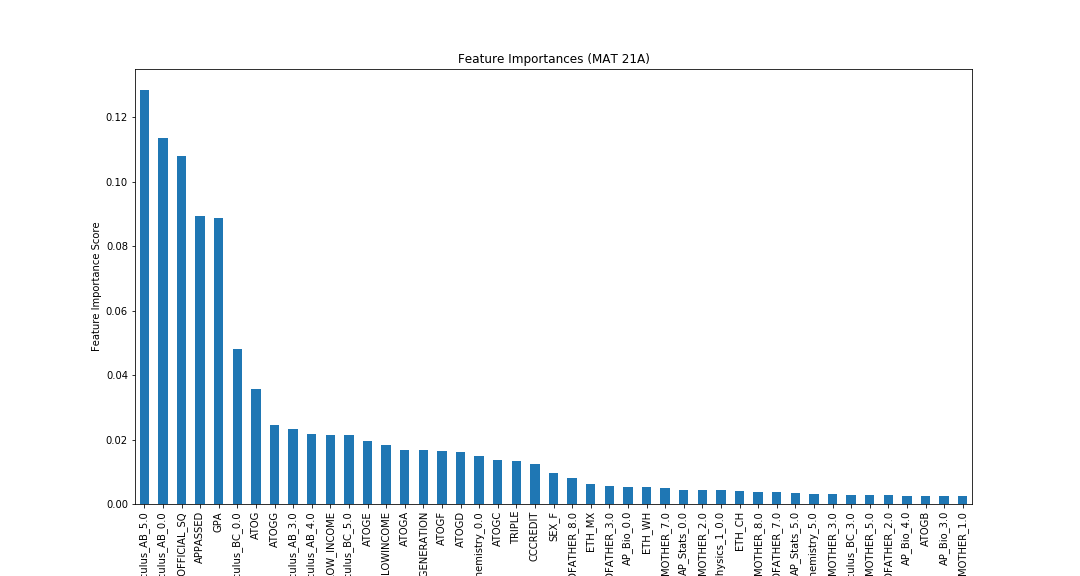 Feature Importances (MAT 21A)
Feature Importance Score
0.12
0.10
0.08
0.06
0.04
0.02
0.00
culus_AB_5.0
culus_AB_0.0
OFFICIAL_SQ
APPASSED
GPA
culus_BC_0.0
ATOG
ATOGG
culus_AB_3.0
culus_AB_4.0
OW_INCOME
culus_BC_5.0
ATOGE
LOWINCOME
ATOGA
GENERATION
ATOGF
ATOGD
hemistry_0.0
ATOGC
TRIPLE
CCCREDIT
SEX_F
OFATHER_8.0
ETH_MX
OFATHER_3.0
AP_Bio_0.0
ETH_WH
MOTHER_7.0
AP_Stats_0.0
MOTHER_2.0
hysics_1_0.0
ETH_CH
MOTHER_8.0
OFATHER_7.0
AP_Stats_5.0
hemistry_5.0
MOTHER_3.0
culus_BC_3.0
MOTHER_5.0
OFATHER_2.0
AP_Bio_4.0
ATOGB
AP_Bio_3.0
MOTHER_1.0